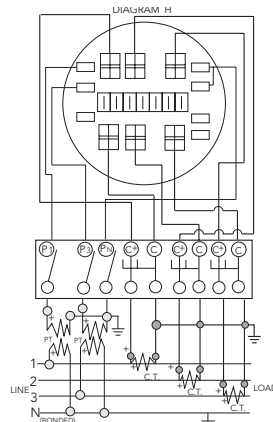 DIAGRAM H
P1 P3 PN C+ C C+ C C+ C
+ + +
PT PT
1
+ +
C.T.
2
LINE + C.T. LOAD
3
+
C.T.
N
(BONDED)